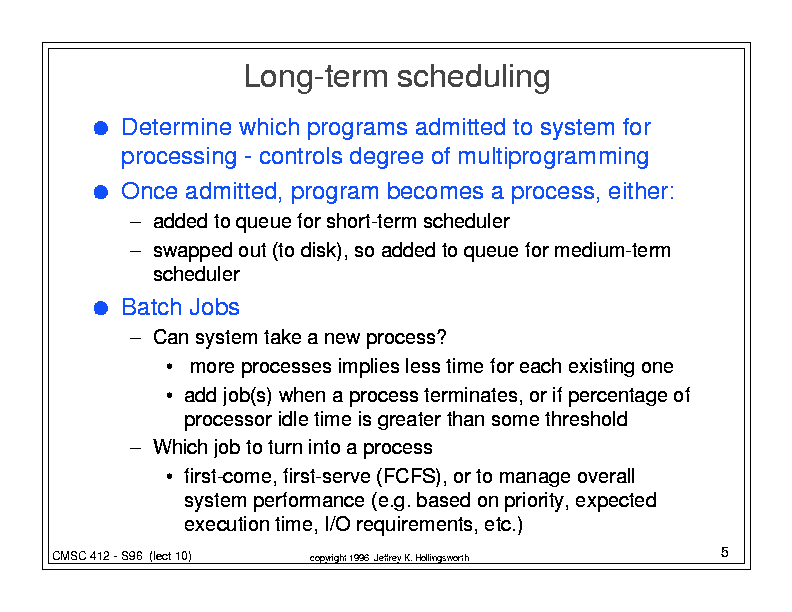 Long-term scheduling
● Determine which programs admitted to system for
processing - controls degree of multiprogramming
● Once admitted, program becomes a process, either:
– added to queue for short-term scheduler
– swapped out (to disk), so added to queue for medium-term
scheduler
● Batch Jobs
– Can system take a new process?
• more processes implies less time for each existing one
• add job(s) when a process terminates, or if percentage of
processor idle time is greater than some threshold
– Which job to turn into a process
• first-come, first-serve (FCFS), or to manage overall
system performance (e.g. based on priority, expected
execution time, I/O requirements, etc.)
CMSC 412 - S96 (lect 10)
copyright 1996 Jeffrey K. Hollingsworth
5